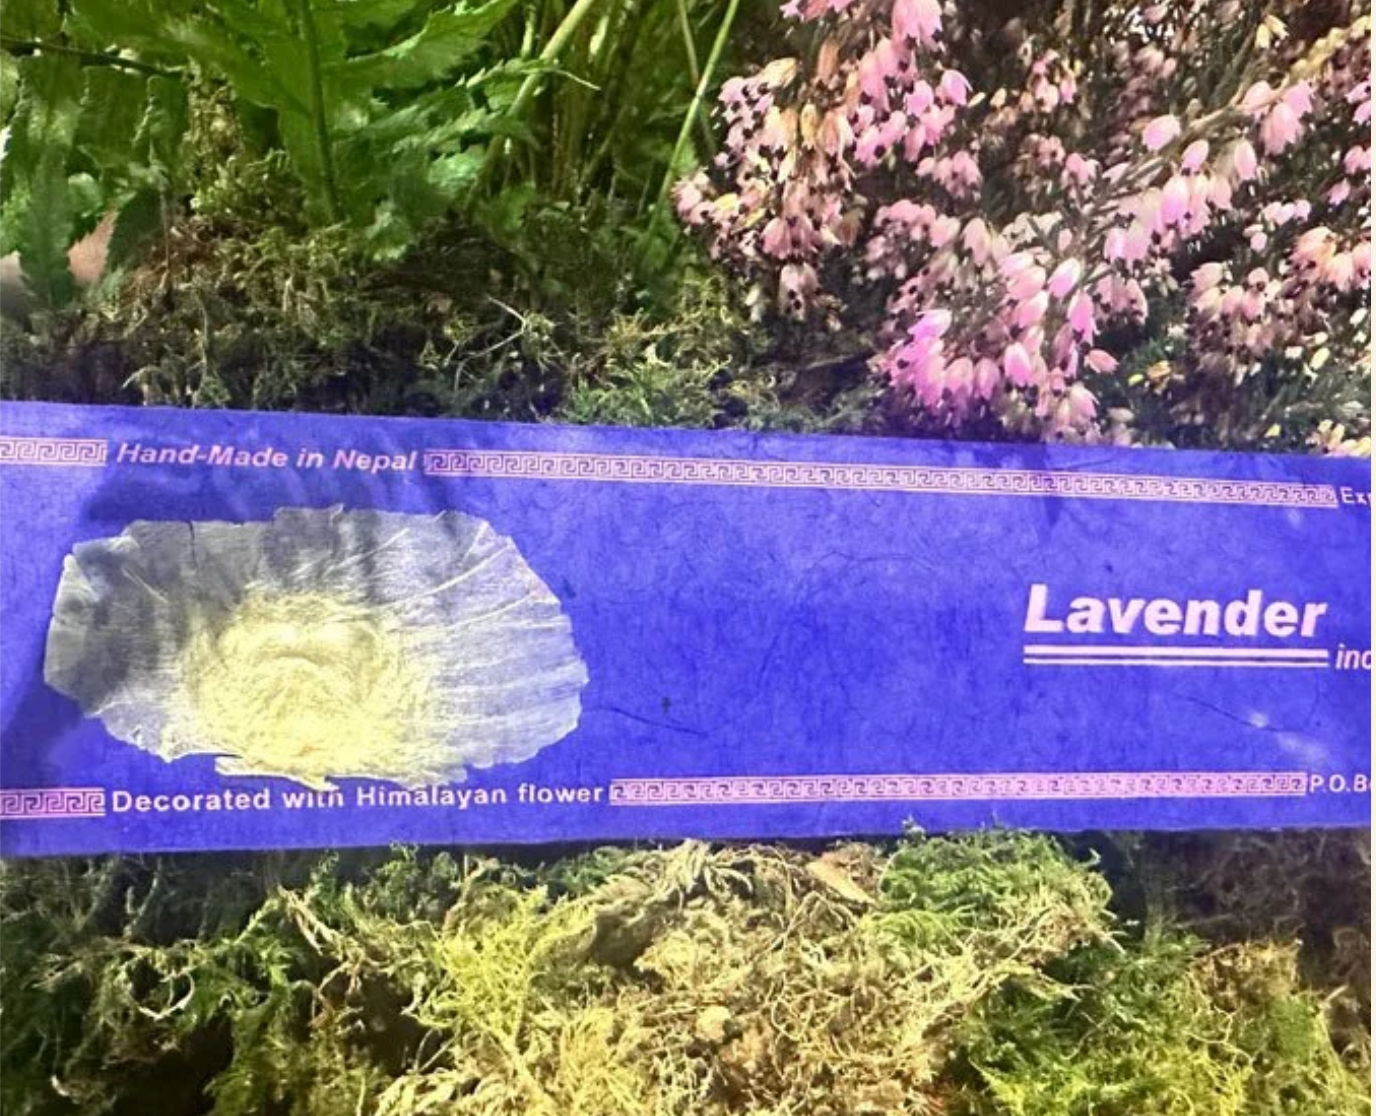 Hand-Made in Nepal
Lavender
Decorated with Himalayan flower